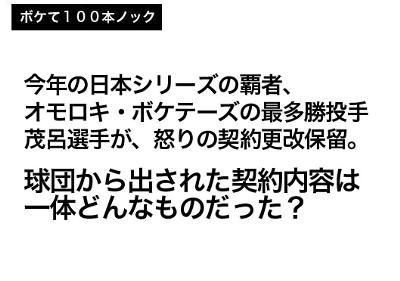 ボケて１００本ノック
今年の日本シリーズの覇者、
オモロキ・ボケテーズの最多勝投手
茂呂選手が、怒りの契約更改保留。
球団から出された契約内容は
一体どんなものだった？